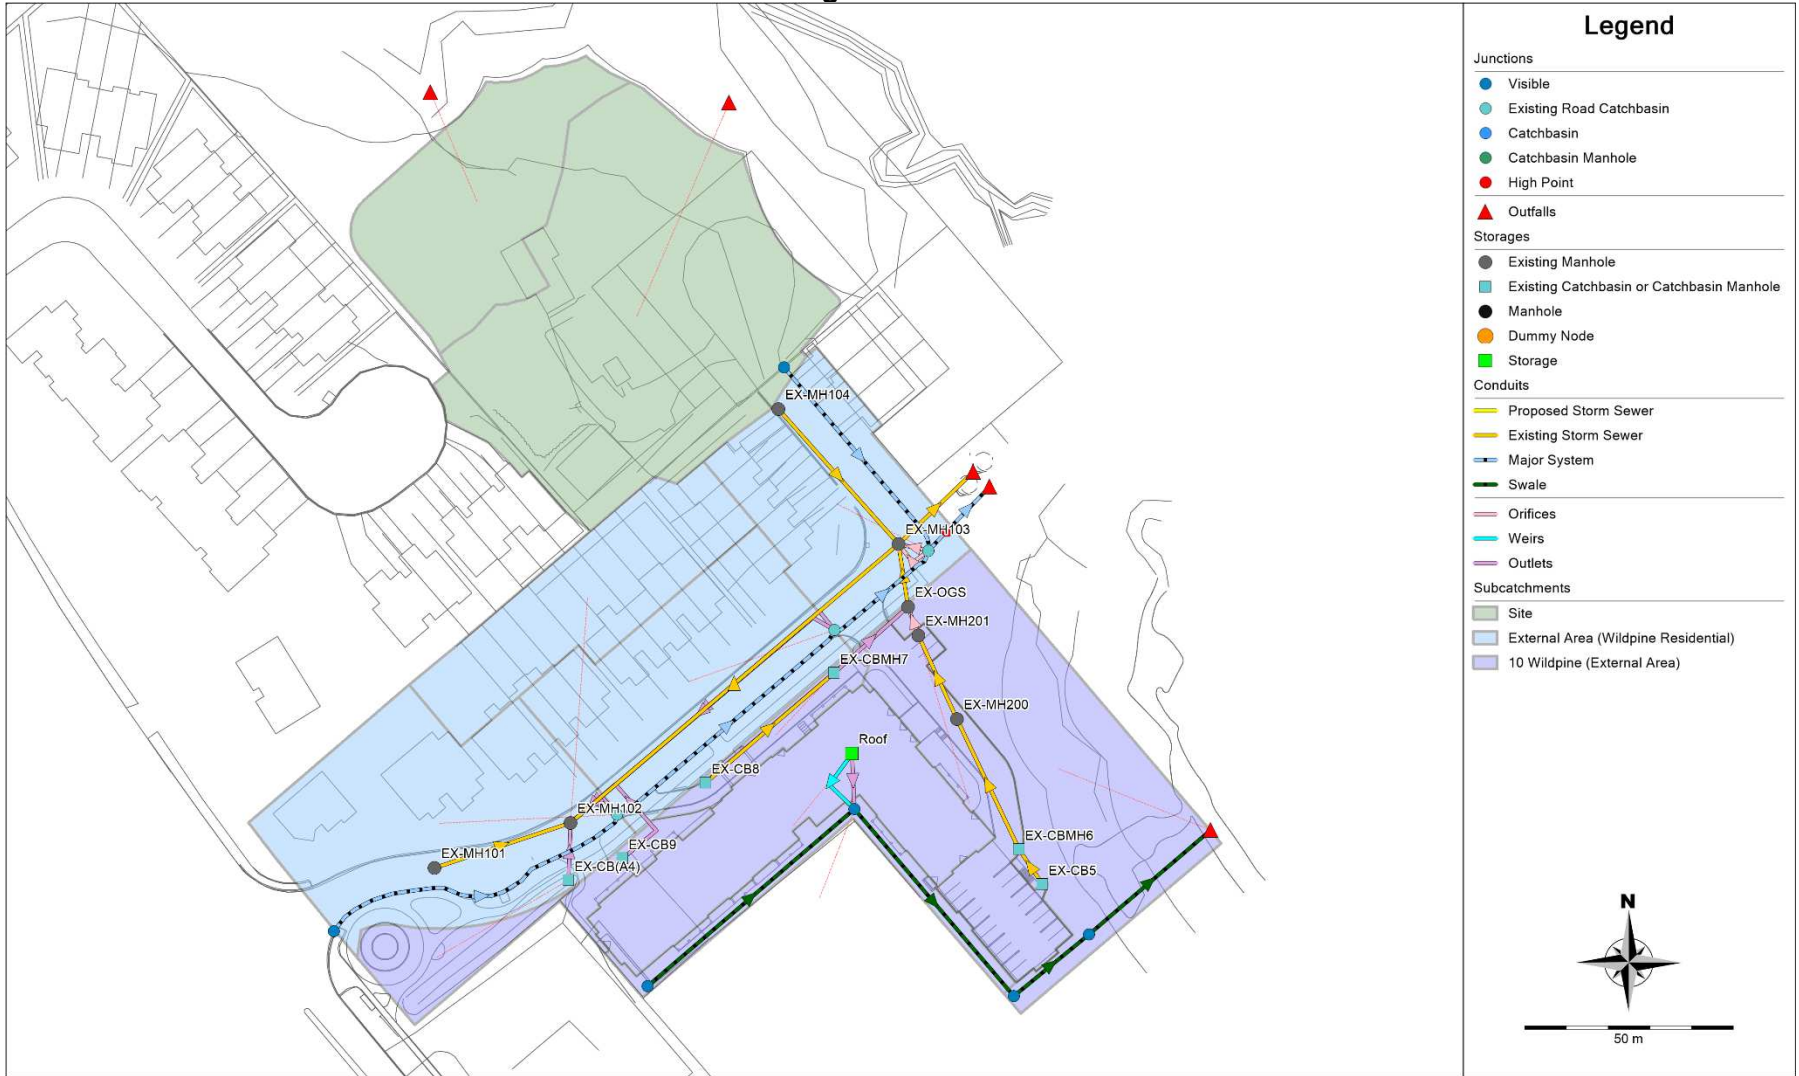 EX-MH104
EX-MH103
EX-OGS
EX-MH201
EX-CBMH7
EX-MH200
Roof
EX-CB8
EX-MH102
EX-CBMH6
EX-CB9
EX-MH101
EX-CB(A4)
EX-CB5
Legend
Junctions
Visible
Existing Road Catchbasin
Catchbasin
Catchbasin Manhole
High Point
Outfalls
Storages
Existing Manhole
Existing Catchbasin or Catchbasin Manhole
Manhole
Dummy Node
Storage
Conduits
Proposed Storm Sewer
Existing Storm Sewer
Major System
Swale
Orifices
Weirs
Outlets
Subcatchments
Site
External Area (Wildpine Residential)
10 Wildpine (External Area)
N
50 m